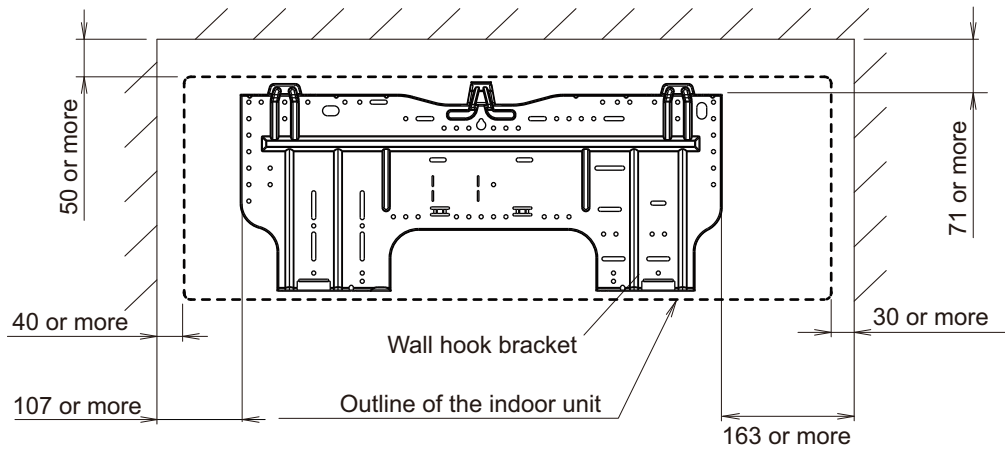 50 or more
71 or more
40 or more
30 or more
Wall hook bracket
107 or more
Outline of the indoor unit
163 or more